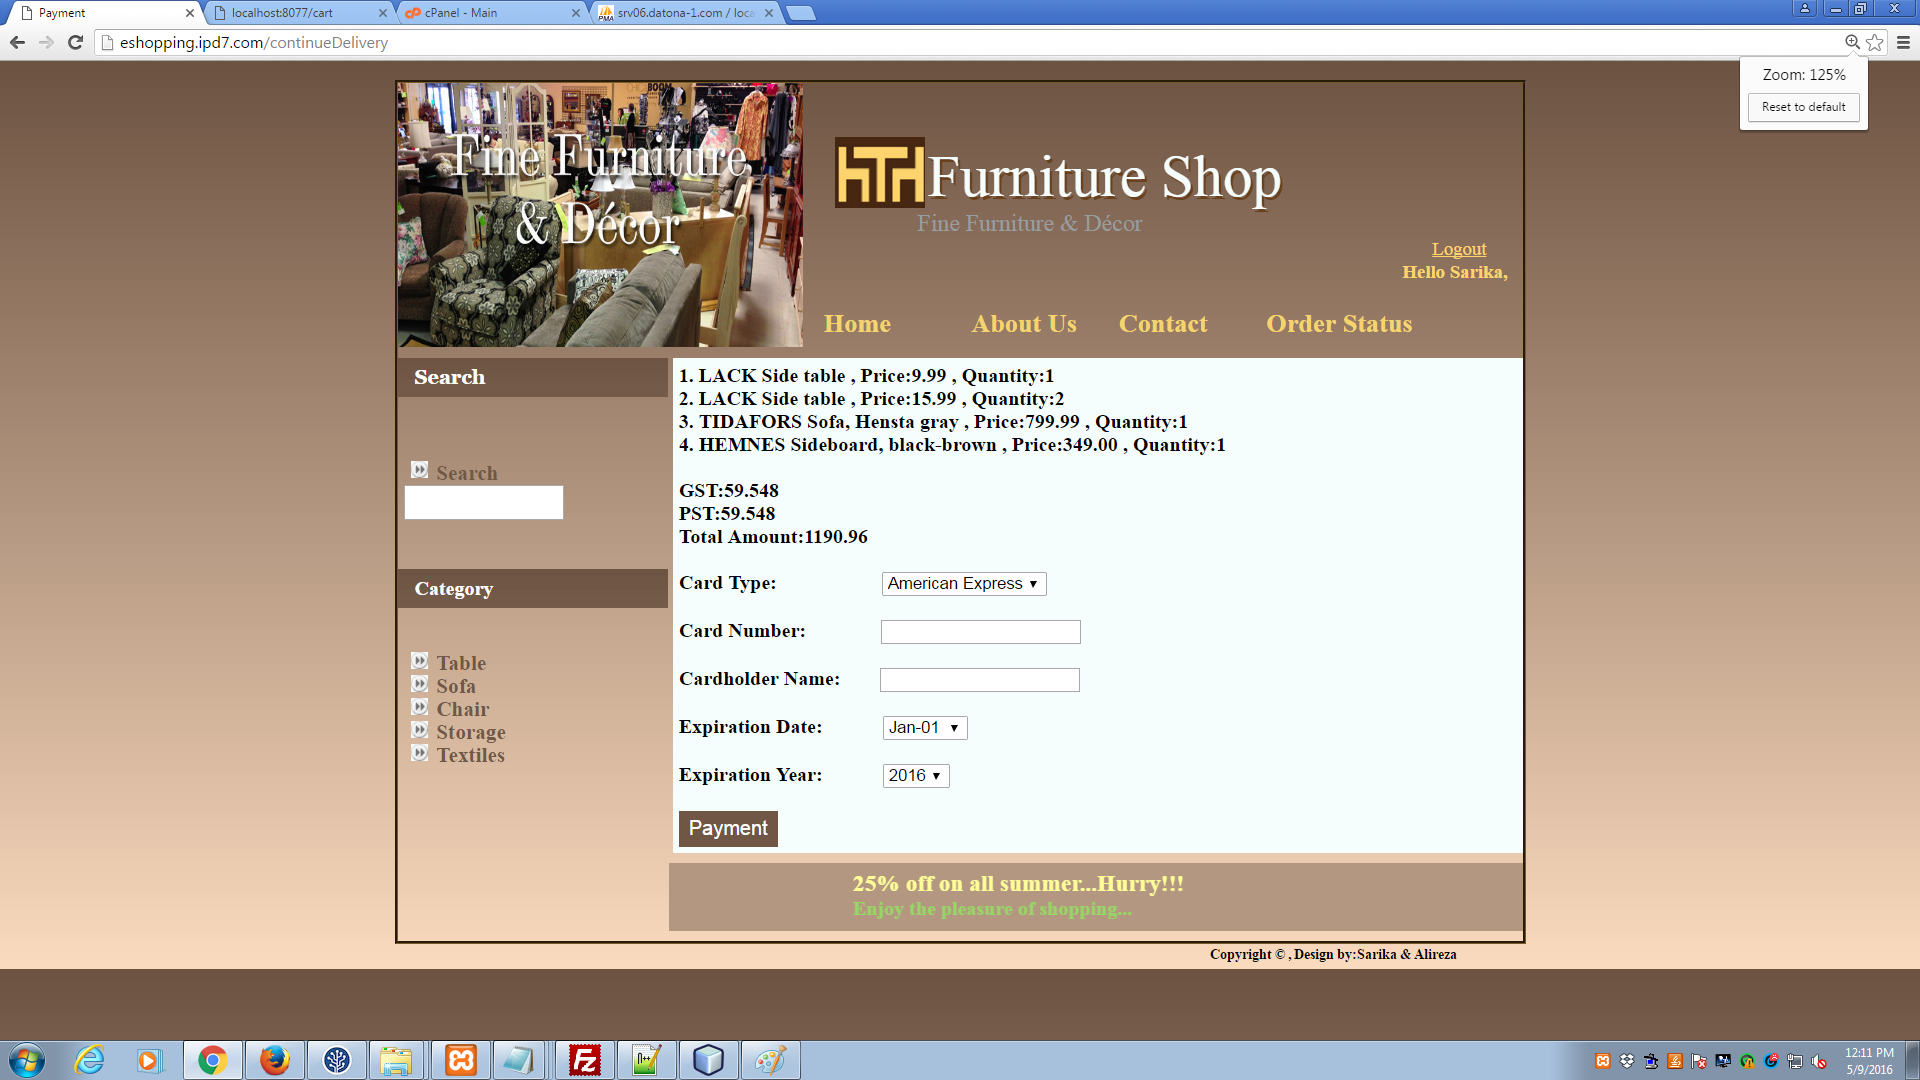 Payment
localhost:8077/cart
cPanel - Main
srv06.datona-1.com / loca
eshopping.ipd7.com/continueDelivery
Zoom: 125%
Reset to default
Fine Furniture
& Décor
Furniture Shop
Fine Furniture & Décor
Logout
Hello Sarika,
Home
About Us
Contact
Order Status
Search
Search
Category
Table
Sofa
Chair
Storage
Textiles
1. LACK Side table , Price:9.99 , Quantity:1
2. LACK Side table , Price:15.99 , Quantity:2
3. TIDAFORS Sofa, Hensta gray , Price:799.99 , Quantity:1
4. HEMNES Sideboard, black-brown , Price:349.00 , Quantity:1
GST:59.548
PST:59.548
Total Amount:1190.96
Card Type:
American Express
Card Number:
Cardholder Name:
Expiration Date:
Jan-01
Expiration Year:
2016
Payment
25% off on all summer...Hurry!!!
Enjoy the pleasure of shopping...
Copyright © , Design by:Sarika & Alireza
12:11 PM
5/9/2016